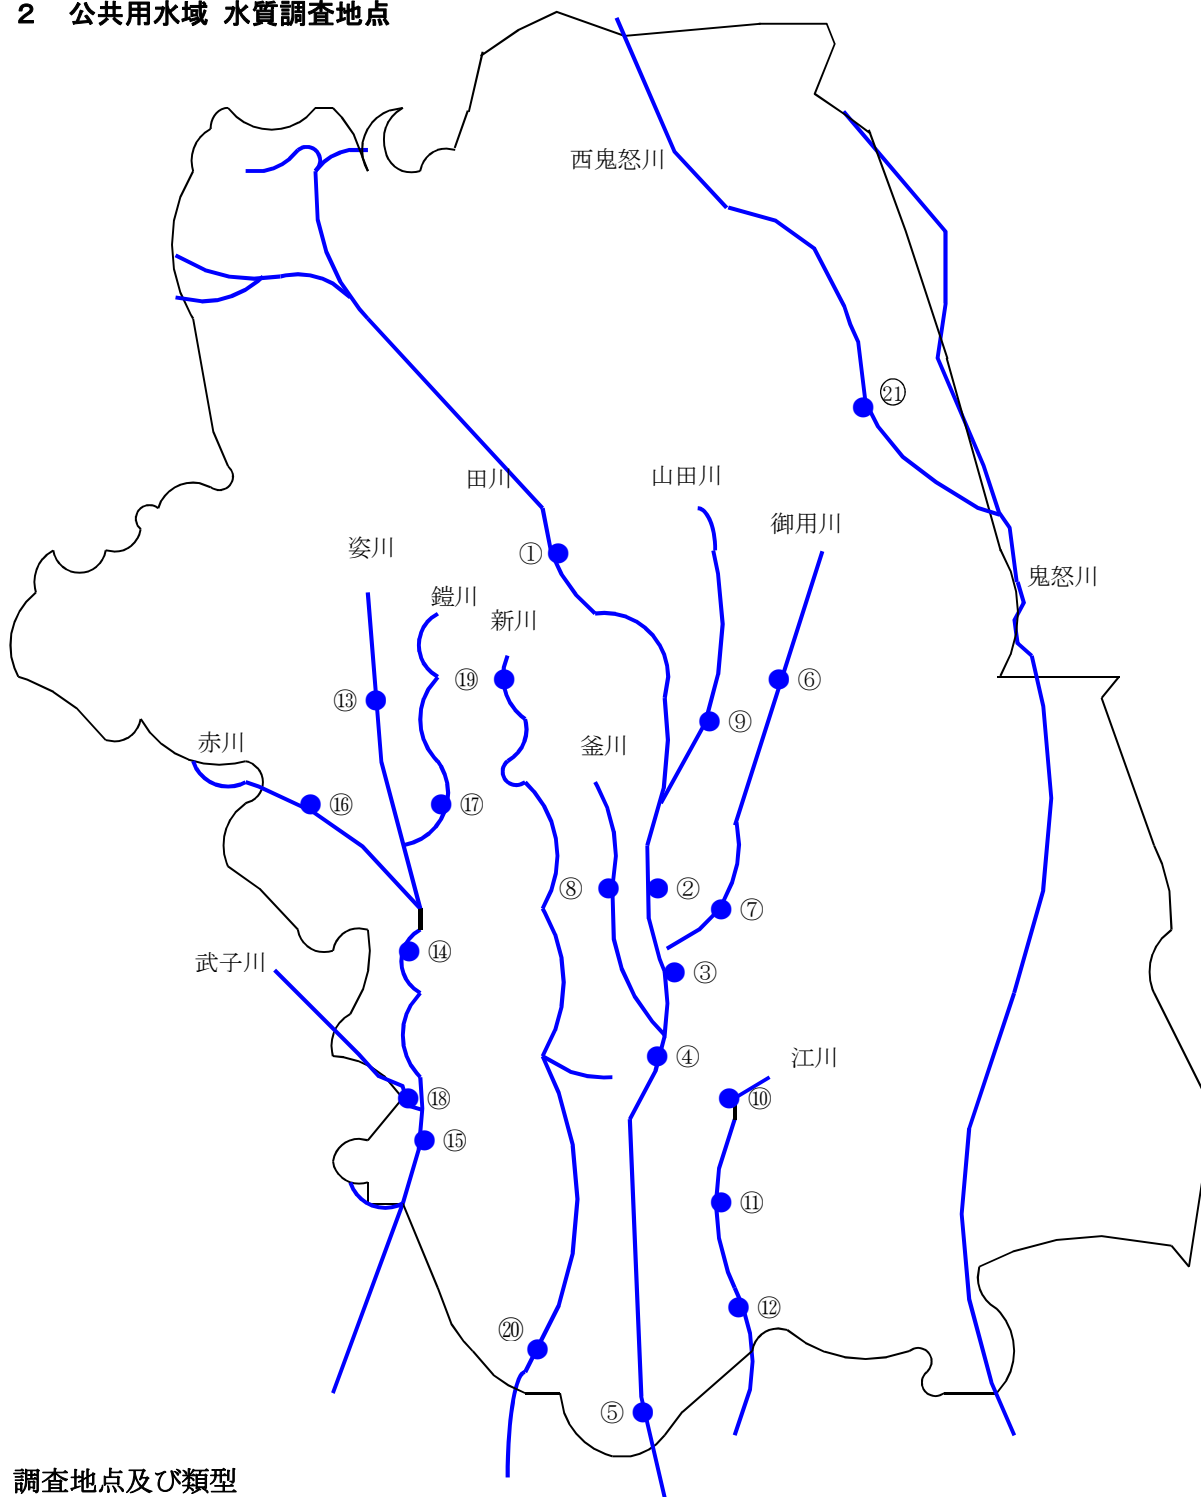 ２　公共用水域 水質調査地点
西鬼怒川
㉑
田川
山田川
御用川
姿川
①
鬼怒川
鎧川
新川
⑲
⑥
⑬
⑨
赤川
釜川
⑯
⑰
⑧
②
⑦
⑭
武子川
③
④
江川
⑱
⑩
⑮
⑪
⑫
⑳
⑤
調査地点及び類型